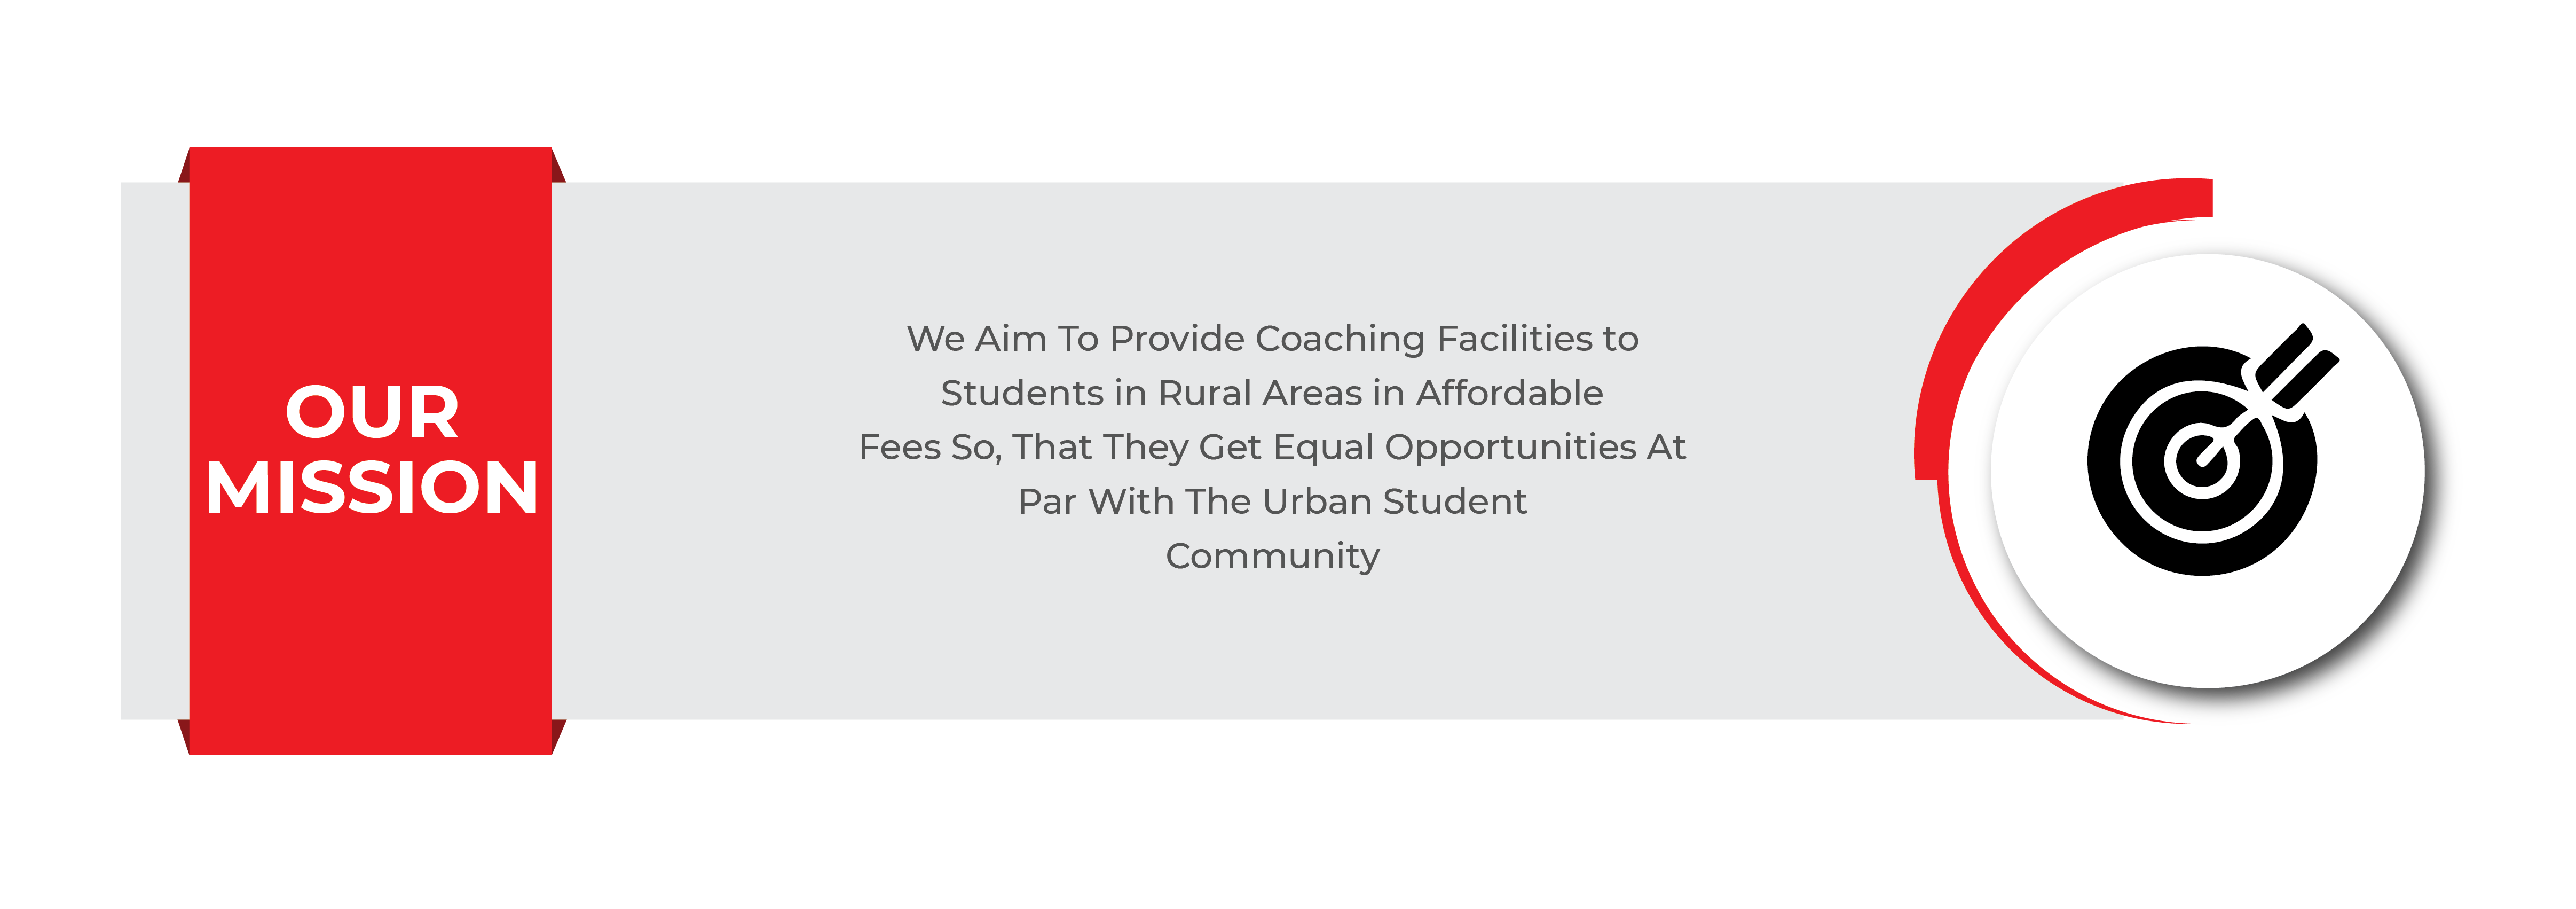 OUR
MISSION
We Aim To Provide Coaching Facilities to
Students in Rural Areas in Affordable
Fees So, That They Get Equal Opportunities At
Par With The Urban Student
Community